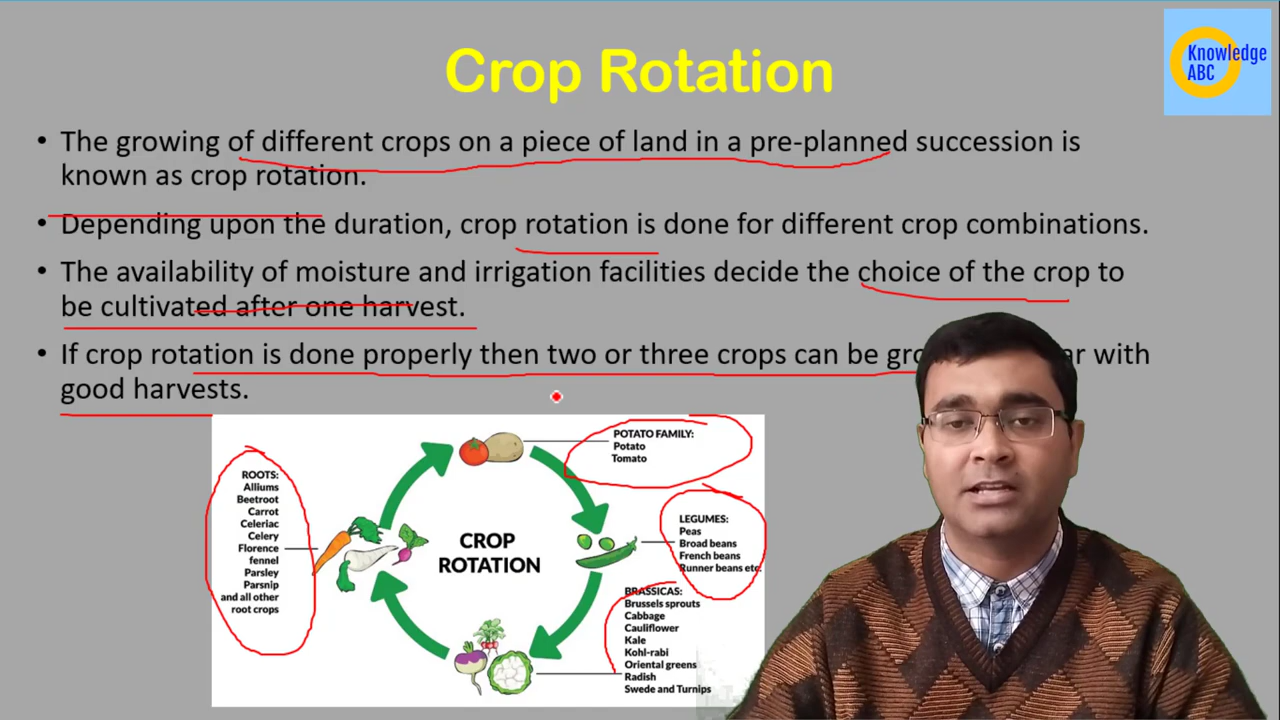 Crop Rotation
Knowledge
ABC
• The growing of different crops on a piece of land in a pre-planned succession is
known as crop rotation.
• Depending upon the duration, crop rotation is done for different crop combinations.
• The availability of moisture and irrigation facilities decide the choice of the crop to
be cultivated after one harvest.
• If crop rotation is done properly then two or three crops can be with
good harvests.
POTATO FAMILY:
Potato
Tomato
LEGUMES:
Peas
Broad beans
French beans
Runner beans etc.
BRASSICAS:
Brussels sprouts
Cabbage
Cauliflower
Kale
Kohl-rabi
Oriental greens
Radish
Swede and Turnips
ROOTS:
Alliums
Beetroot
Carrot
Celeriac
Celery
Florence
fennel
Parsley
Parsnip
and all other
root crops
CROP
ROTATION